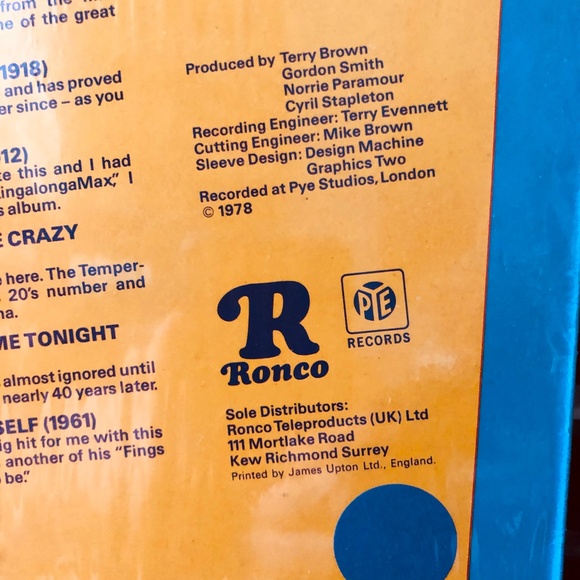 from the
ne of the great
1918)
and has proved
er since – as you
12)
te this and I had
ingalongaMax," I
s album.
E CRAZY
here. The Temper-
20's number and
na.
ME TONIGHT
almost ignored until
nearly 40 years later.
SELF (1961)
ig hit for me with this
another of his "Fings
be."
Produced by Terry Brown
Gordon Smith
Norrie Paramour
Cyril Stapleton
Recording Engineer: Terry Evennett
Cutting Engineer: Mike Brown
Sleeve Design: Design Machine
Graphics Two
Recorded at Pye Studios, London
© 1978
R
Ronco
PYE
RECORDS
Sole Distributors:
Ronco Teleproducts (UK) Ltd
111 Mortlake Road
Kew Richmond Surrey
Printed by James Upton Ltd., England.